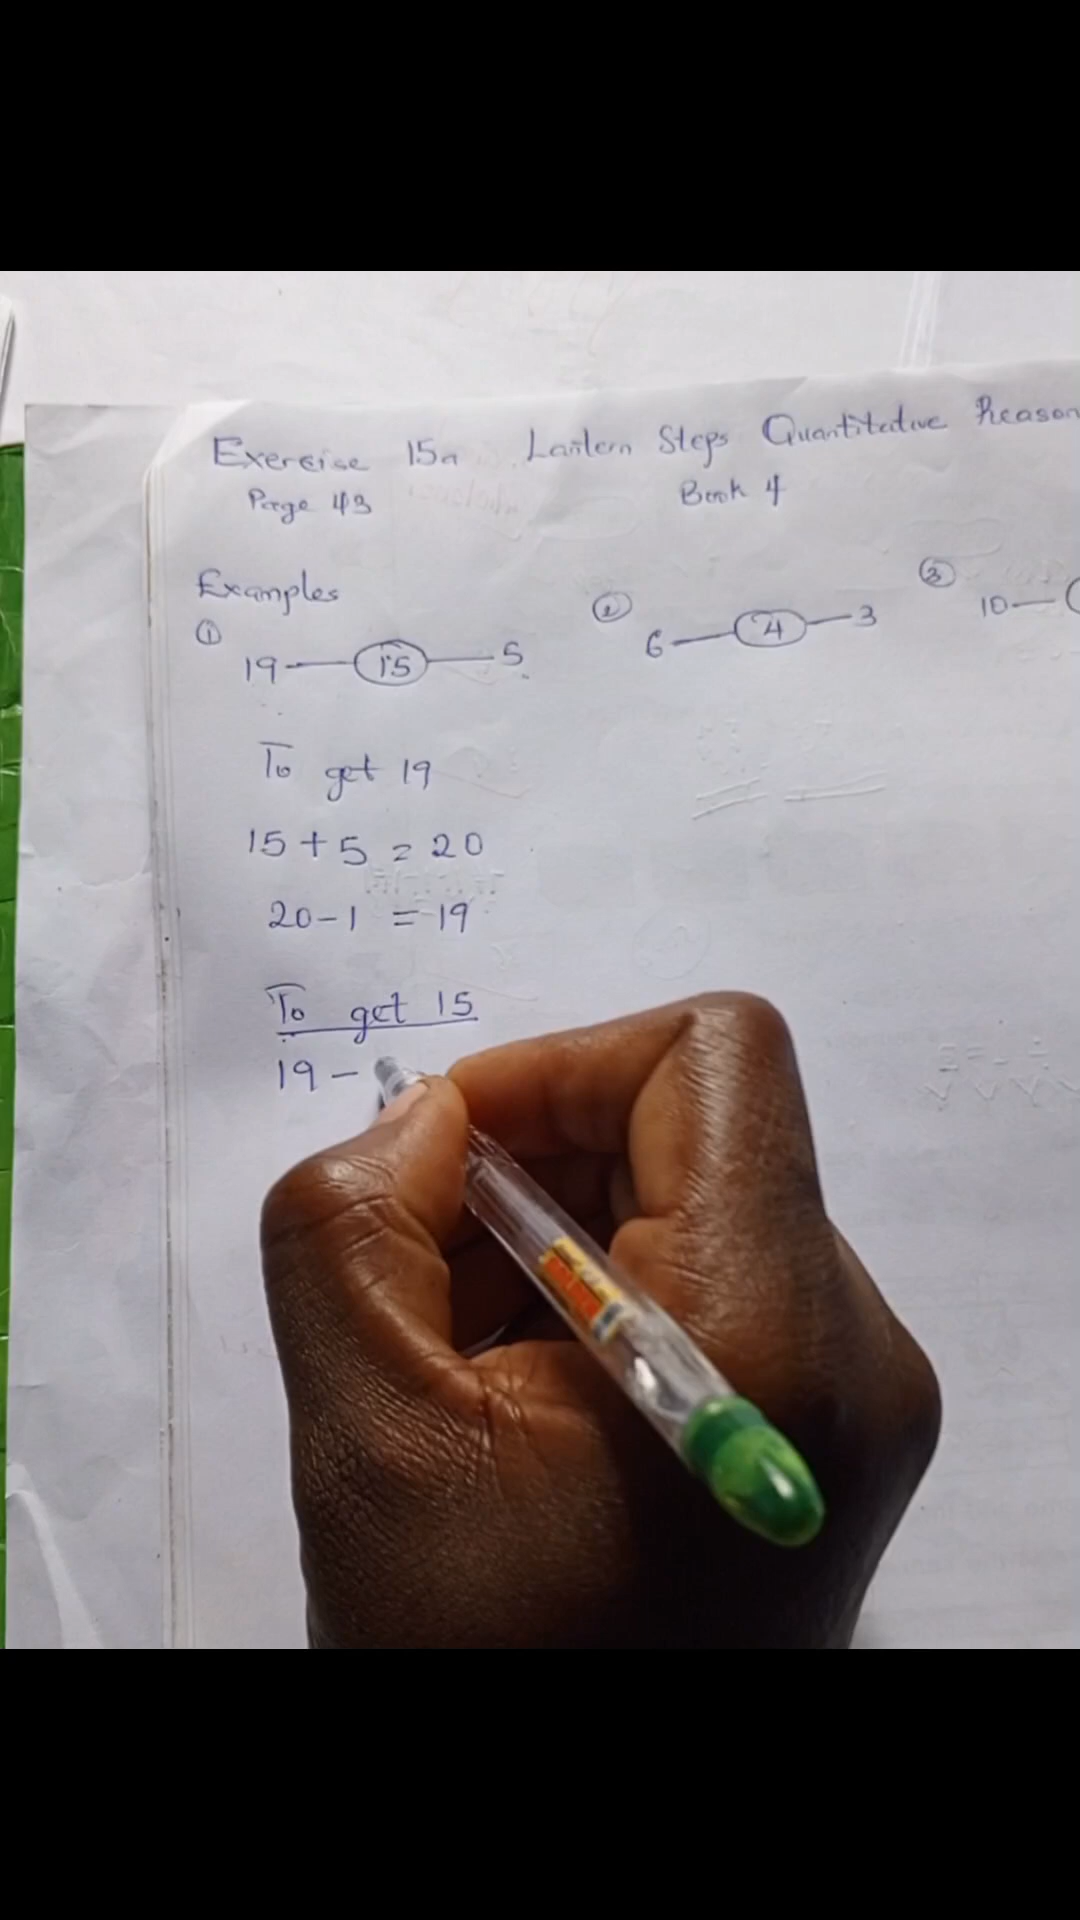 Exercise 15a Lantern Steps Quantitative Reason
Page 43 Book 4
Examples
① 19 — 15 — 5
② 6 — 4 — 3
③ 10 —
To get 19
15 + 5 = 20
20 - 1 = 19
To get 15
19 -